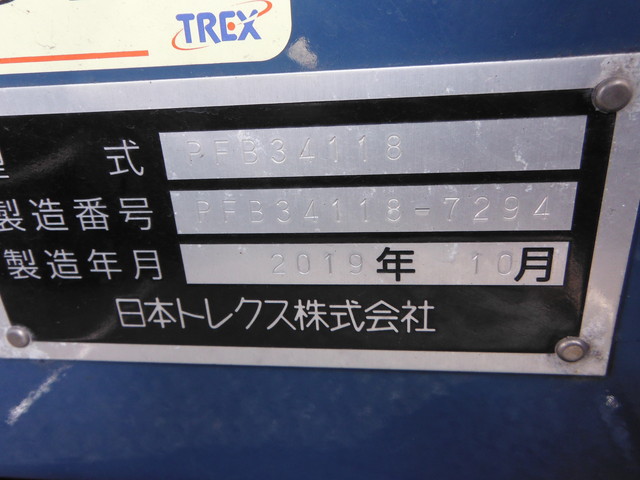 TREX
型 式 PFB34118
製造番号 PFB34118-7294
製造年月 2019年 10月
日本トレクス株式会社